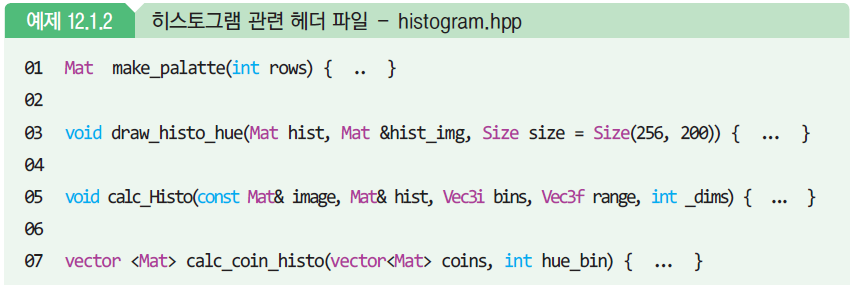 예제 12.1.2 히스토그램 관련 헤더 파일 - histogram.hpp
01 Mat make_palatte(int rows) { .. }
02
03 void draw_histo_hue(Mat hist, Mat &hist_img, Size size = Size(256, 200)) { ... }
04
05 void calc_Histo(const Mat& image, Mat& hist, Vec3i bins, Vec3f range, int _dims) { ... }
06
07 vector <Mat> calc_coin_histo(vector<Mat> coins, int hue_bin) { ... }